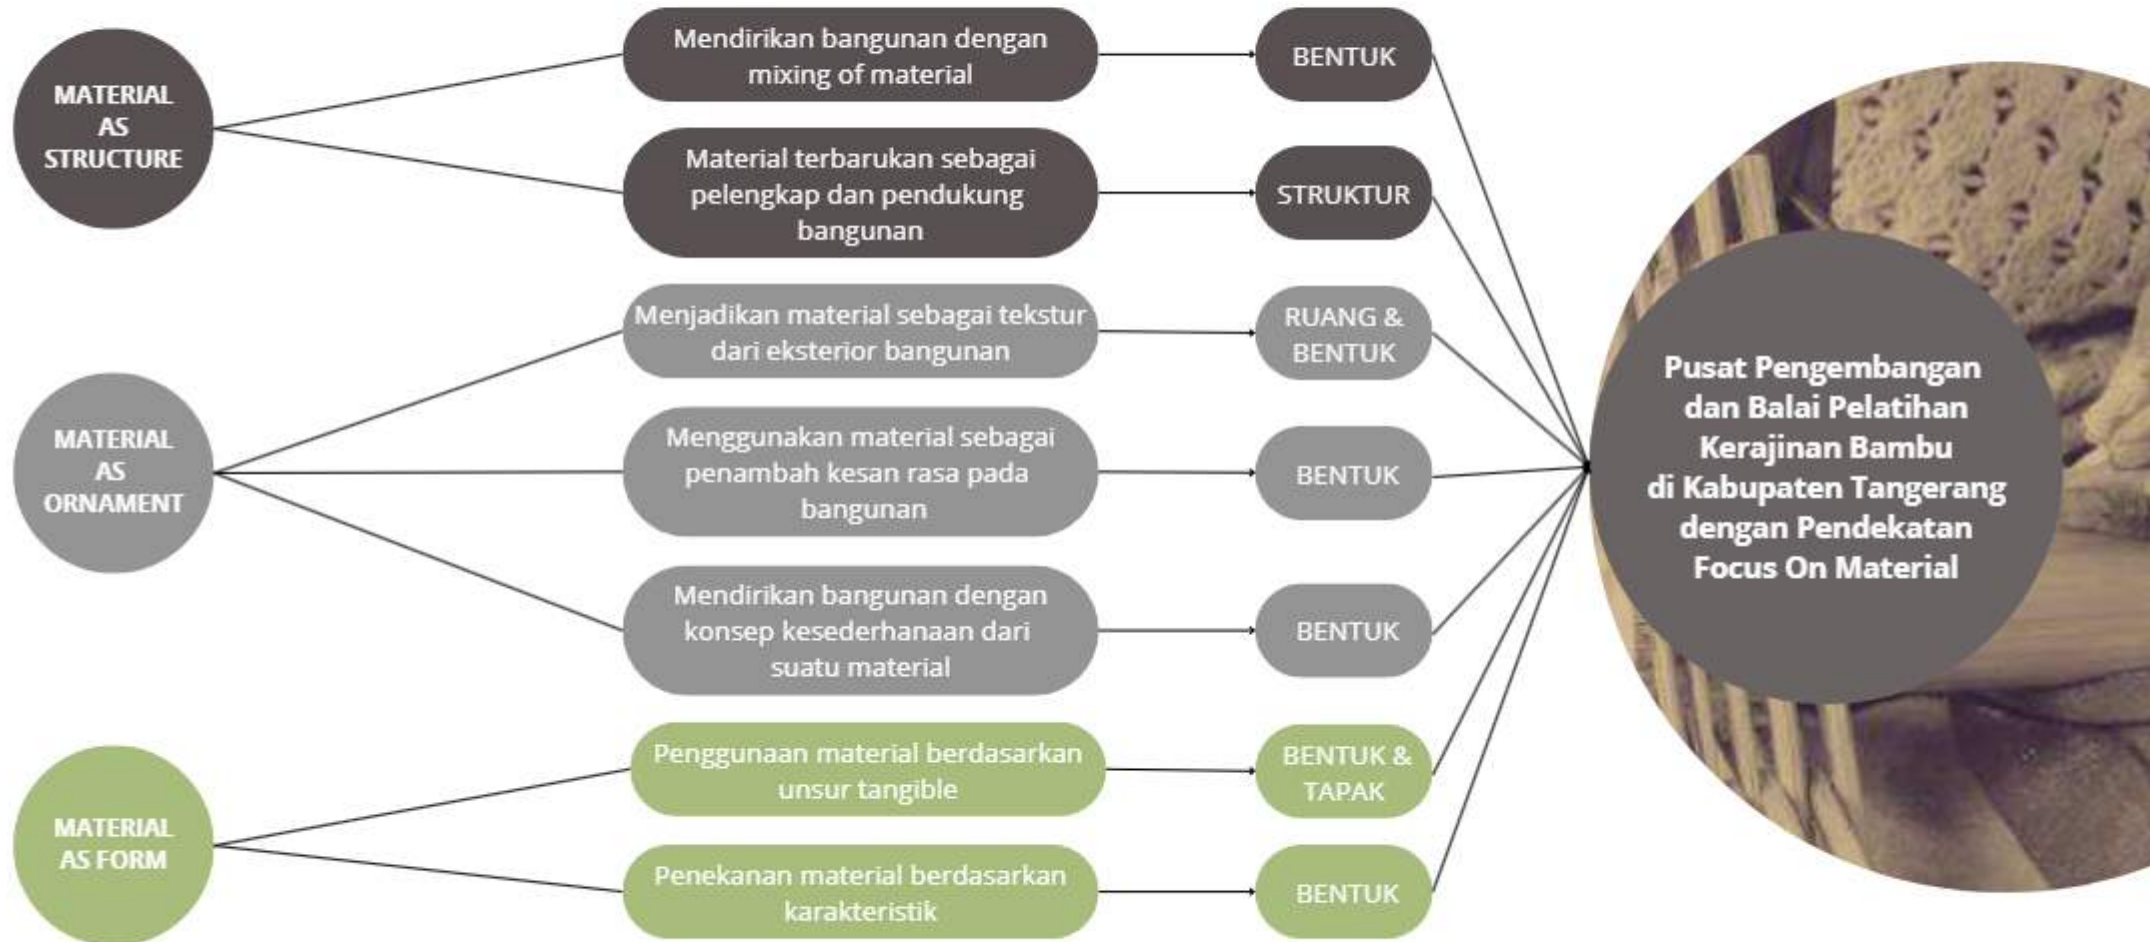 MATERIAL
AS
STRUCTURE
Mendirikan bangunan dengan
mixing of material
BENTUK
Material terbarukan sebagai
pelengkap dan pendukung
bangunan
STRUKTUR
MATERIAL
AS
ORNAMENT
Menjadikan material sebagai tekstur
dari eksterior bangunan
RUANG &
BENTUK
Menggunakan material sebagai
penambah kesan rasa pada
bangunan
BENTUK
Mendirikan bangunan dengan
konsep kesederhanaan dari
suatu material
BENTUK
MATERIAL
AS FORM
Penggunaan material berdasarkan
unsur tangible
BENTUK &
TAPAK
Penekanan material berdasarkan
karakteristik
BENTUK
Pusat Pengembangan
dan Balai Pelatihan
Kerajinan Bambu
di Kabupaten Tangerang
dengan Pendekatan
Focus On Material